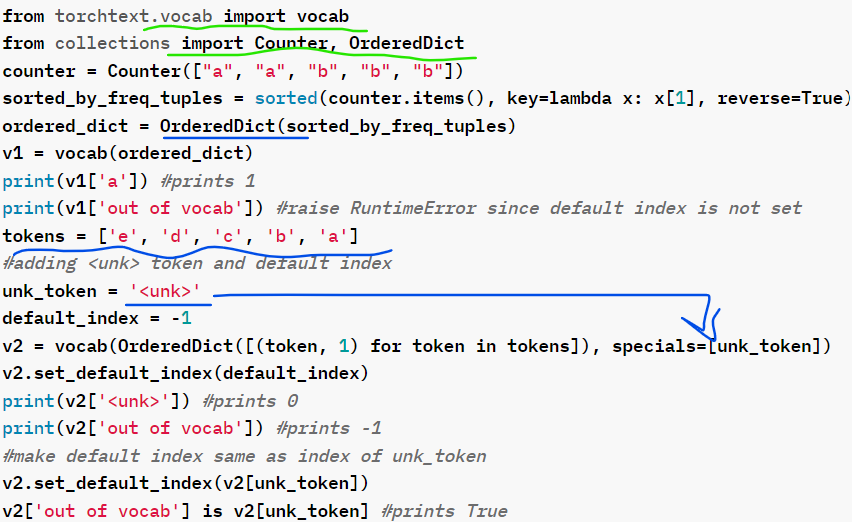 from torchtext.vocab import vocab
from collections import Counter, OrderedDict
counter = Counter(["a", "a", "b", "b", "b"])
sorted_by_freq_tuples = sorted(counter.items(), key=lambda x: x[1], reverse=True)
ordered_dict = OrderedDict(sorted_by_freq_tuples)
v1 = vocab(ordered_dict)
print(v1['a']) #prints 1
print(v1['out of vocab']) #raise RuntimeError since default index is not set
tokens = ['e', 'd', 'c', 'b', 'a']
#adding <unk> token and default index
unk_token = '<unk>'
default_index = -1
v2 = vocab(OrderedDict([(token, 1) for token in tokens]), specials=[unk_token])
v2.set_default_index(default_index)
print(v2['<unk>']) #prints 0
print(v2['out of vocab']) #prints -1
#make default index same as index of unk_token
v2.set_default_index(v2[unk_token])
v2['out of vocab'] is v2[unk_token] #prints True